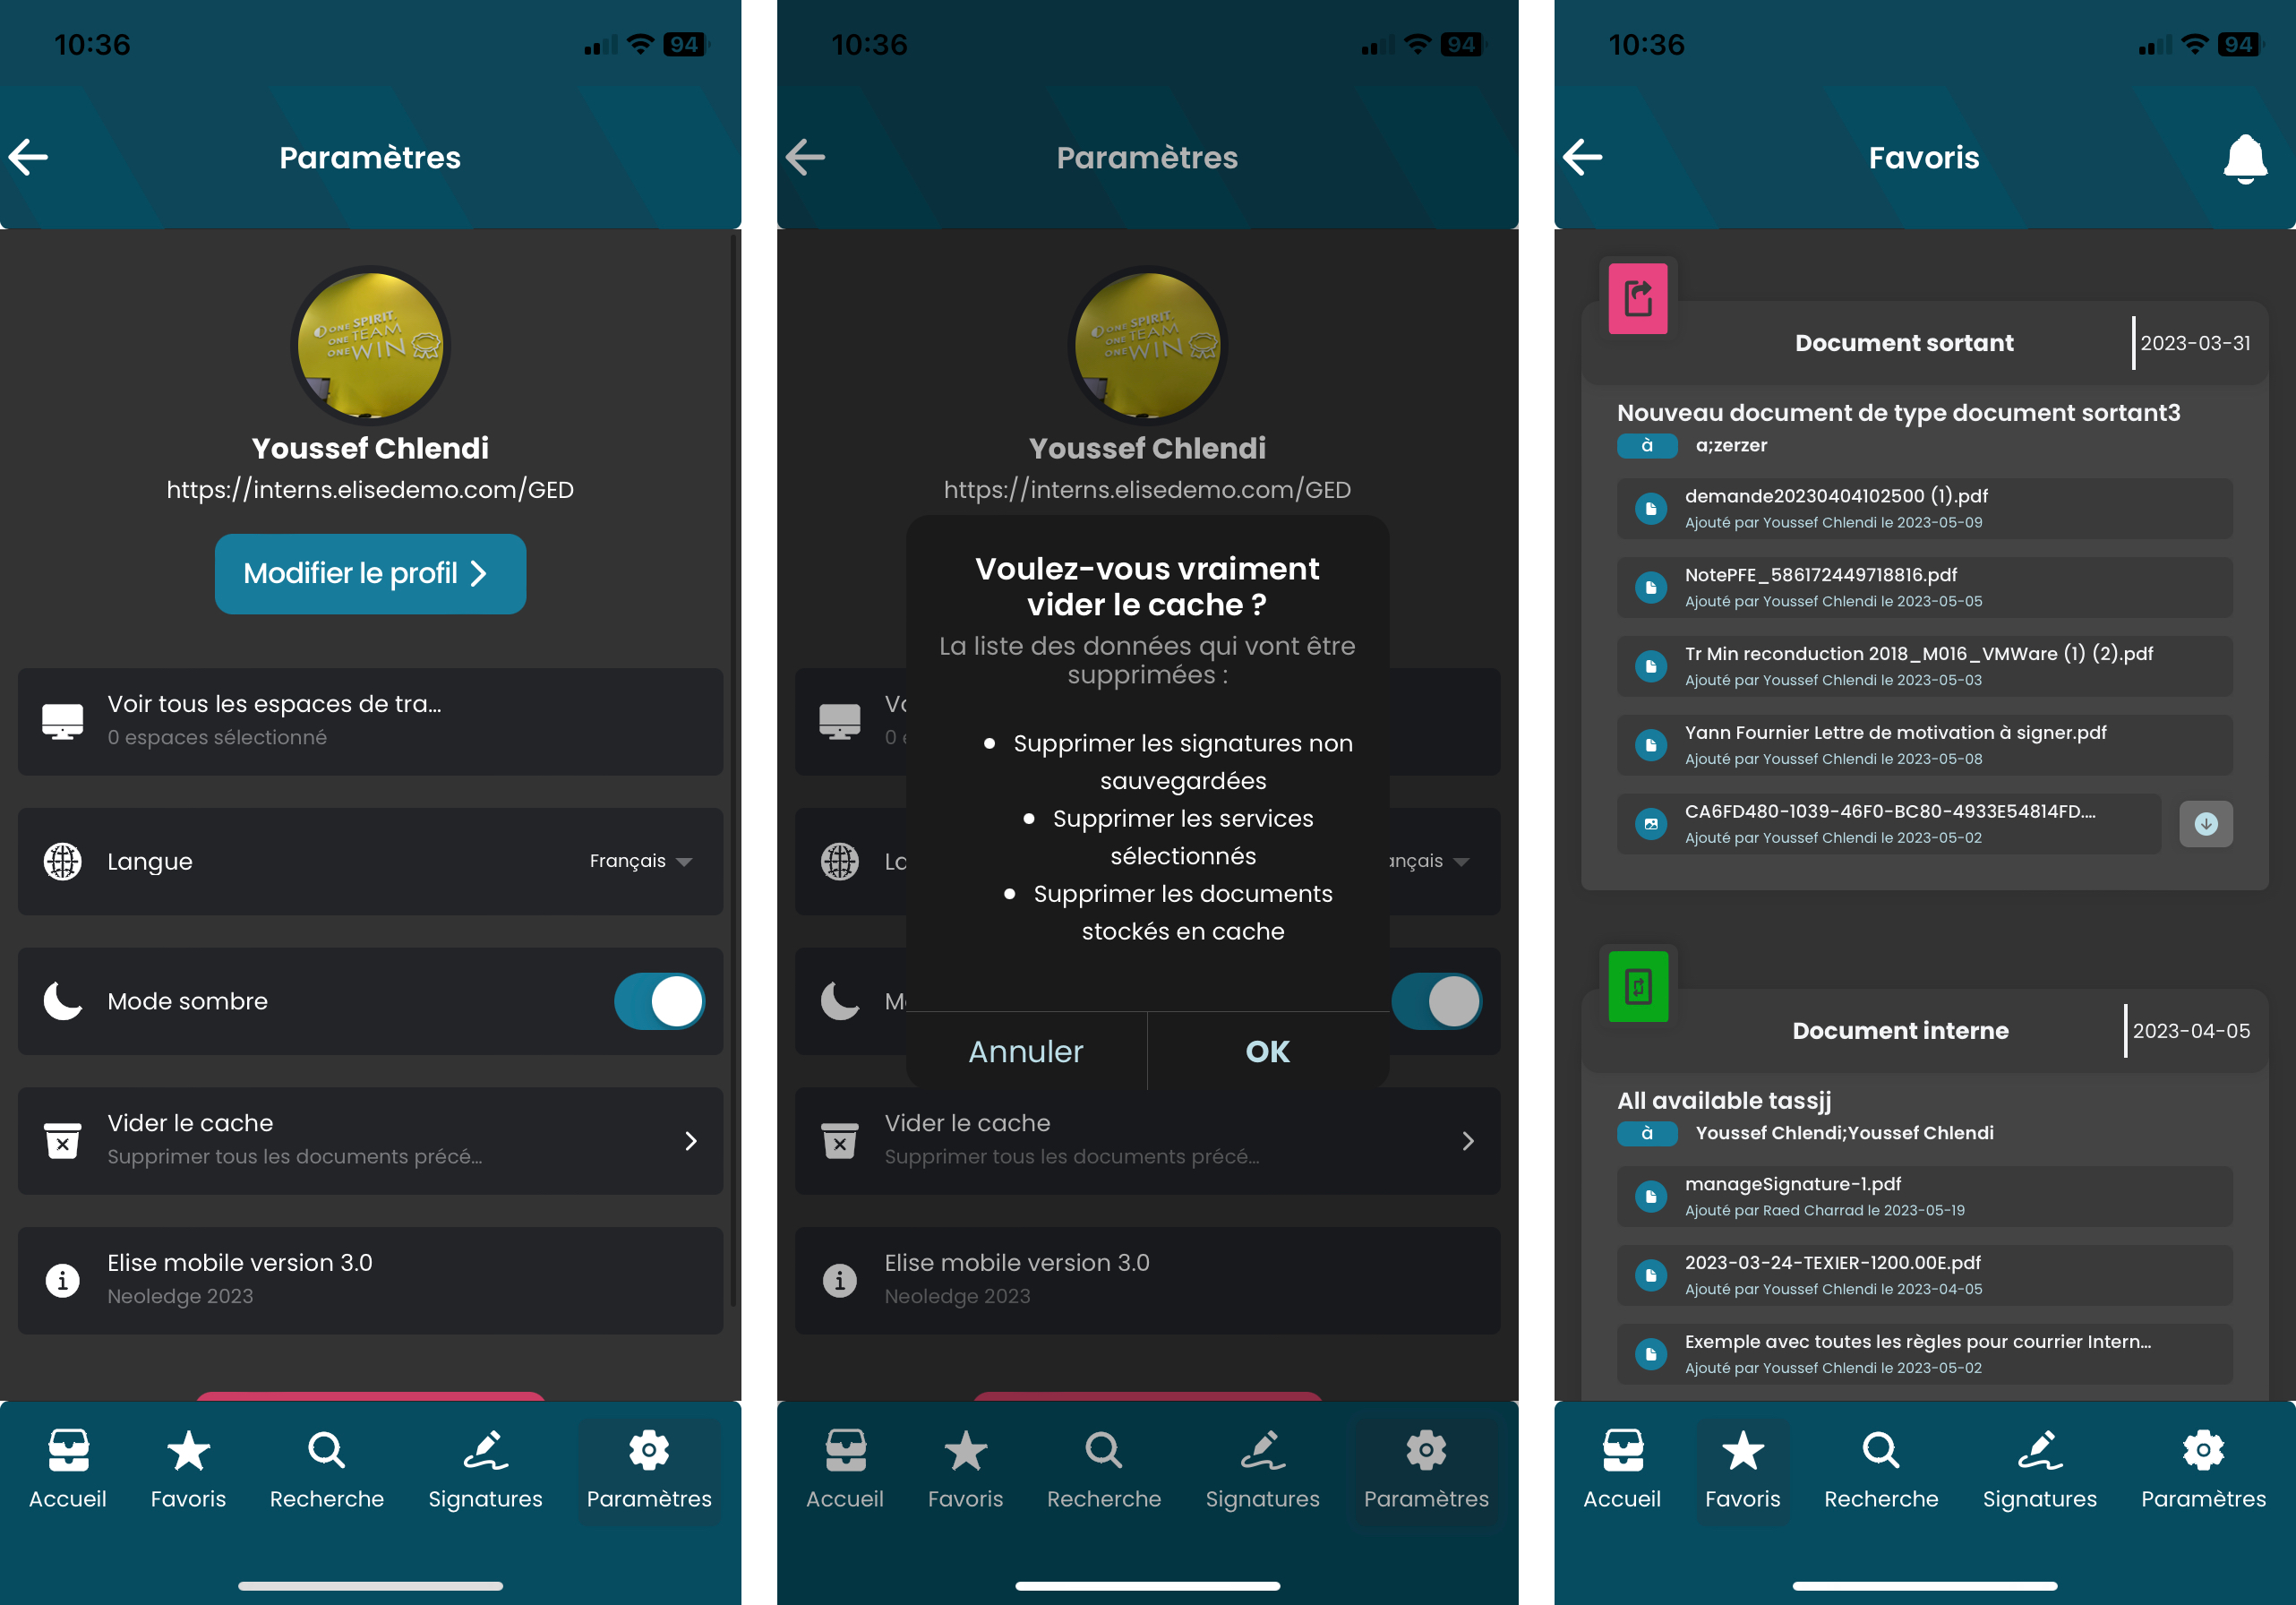 10:36
94
Paramètres
ONE SPIRIT,
ONE TEAM
ONE WIN
Youssef Chlendi
https://interns.elisedemo.com/GED
Modifier le profil
Voir tous les espaces de tra...
0 espaces sélectionné
Langue
Français
Mode sombre
Vider le cache
Supprimer tous les documents précé...
Elise mobile version 3.0
Neoledge 2023
Accueil
Favoris
Recherche
Signatures
Paramètres
10:36
94
Paramètres
ONE SPIRIT,
ONE TEAM
ONE WIN
Youssef Chlendi
https://interns.elisedemo.com/GED
Voulez-vous vraiment
vider le cache ?
La liste des données qui vont être
supprimées :
• Supprimer les signatures non
sauvegardées
• Supprimer les services
sélectionnés
• Supprimer les documents
stockés en cache
Annuler
OK
Vo
0 e
La
ançais
Mo
Vider le cache
Supprimer tous les documents précé...
Elise mobile version 3.0
Neoledge 2023
Accueil
Favoris
Recherche
Signatures
Paramètres
10:36
94
Favoris
Document sortant
2023-03-31
Nouveau document de type document sortant3
à
a;zerzer
demande20230404102500 (1).pdf
Ajouté par Youssef Chlendi le 2023-05-09
NotePFE_586172449718816.pdf
Ajouté par Youssef Chlendi le 2023-05-05
Tr Min reconduction 2018_M016_VMWare (1) (2).pdf
Ajouté par Youssef Chlendi le 2023-05-03
Yann Fournier Lettre de motivation à signer.pdf
Ajouté par Youssef Chlendi le 2023-05-08
CA6FD480-1039-46F0-BC80-4933E54814FD....
Ajouté par Youssef Chlendi le 2023-05-02
Document interne
2023-04-05
All available tassjj
à
Youssef Chlendi;Youssef Chlendi
manageSignature-1.pdf
Ajouté par Raed Charrad le 2023-05-19
2023-03-24-TEXIER-1200.00E.pdf
Ajouté par Youssef Chlendi le 2023-04-05
Exemple avec toutes les règles pour courrier Intern...
Ajouté par Youssef Chlendi le 2023-05-02
Accueil
Favoris
Recherche
Signatures
Paramètres